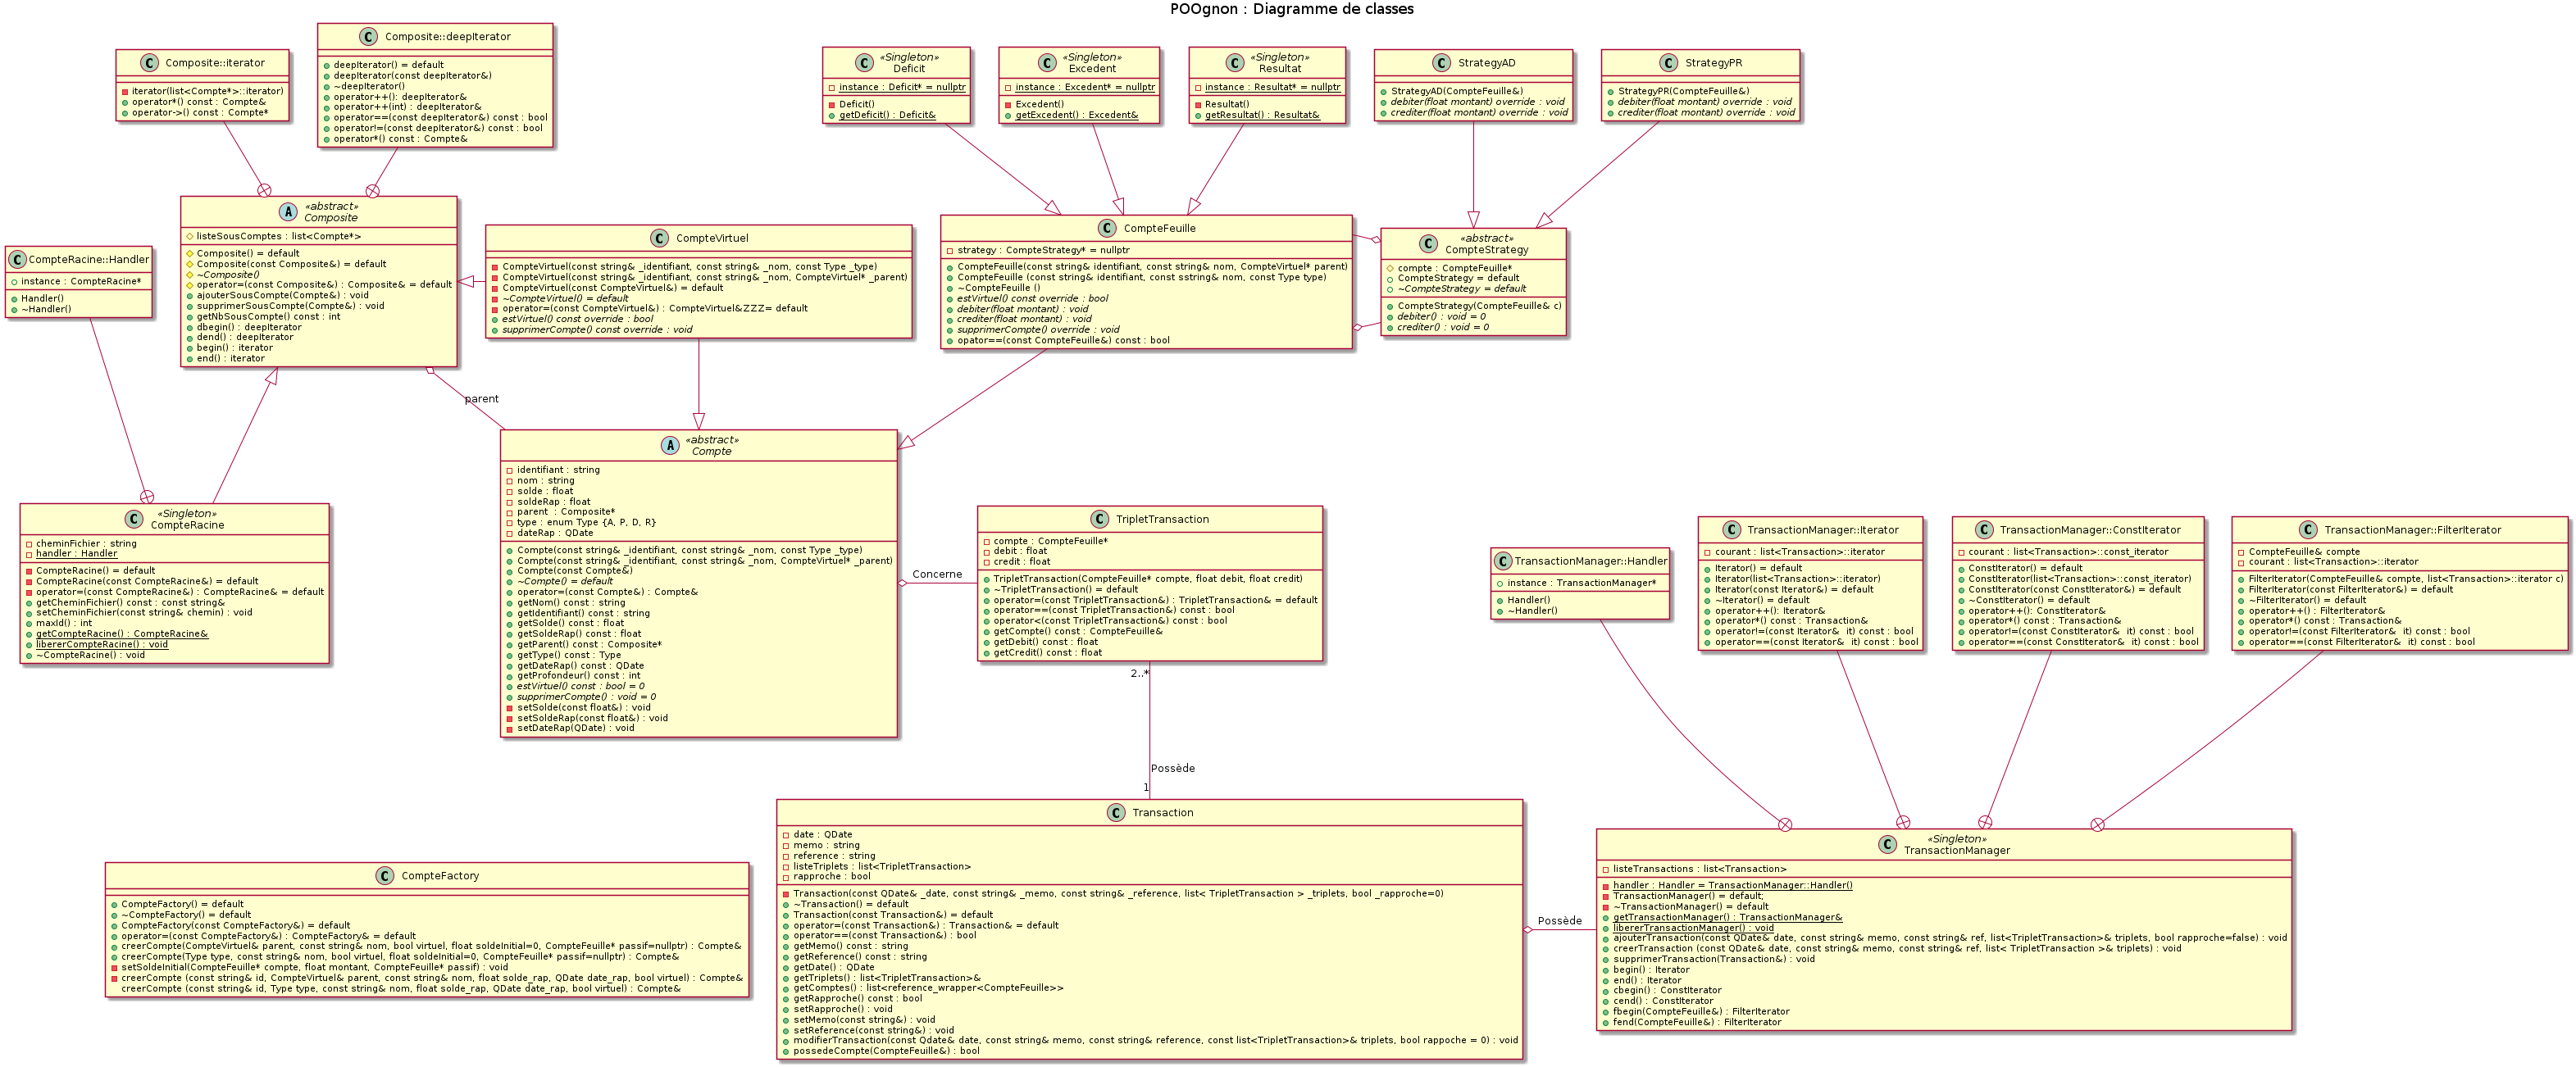 POOgnon : Diagramme de classes
Composite::iterator
iterator(list<Compte*>::iterator)
operator*() const : Compte&
operator->() const : Compte*
Composite::deepIterator
deepIterator() = default
deepIterator(const deepIterator&)
~deepIterator()
operator++(): deepIterator&
operator++(int) : deepIterator&
operator==(const deepIterator&) const : bool
operator!=(const deepIterator&) const : bool
operator*() const : Compte&
«Singleton»
Deficit
instance : Deficit* = nullptr
Deficit()
getDeficit() : Deficit&
«Singleton»
Excedent
instance : Excedent* = nullptr
Excedent()
getExcedent() : Excedent&
«Singleton»
Resultat
instance : Resultat* = nullptr
Resultat()
getResultat() : Resultat&
StrategyAD
StrategyAD(CompteFeuille&)
debiter(float montant) override : void
crediter(float montant) override : void
StrategyPR
StrategyPR(CompteFeuille&)
debiter(float montant) override : void
crediter(float montant) override : void
CompteRacine::Handler
instance : CompteRacine*
Handler()
~Handler()
«abstract»
Composite
listeSousComptes : list<Compte*>
Composite() = default
Composite(const Composite&) = default
~Composite()
operator=(const Composite&) : Composite& = default
ajouterSousCompte(Compte&) : void
supprimerSousCompte(Compte&) : void
getNbSousCompte() const : int
dbegin() : deepIterator
dend() : deepIterator
begin() : iterator
end() : iterator
CompteVirtuel
CompteVirtuel(const string& _identifiant, const string& _nom, const Type _type)
CompteVirtuel(const string& _identifiant, const string& _nom, CompteVirtuel* _parent)
CompteVirtuel(const CompteVirtuel&) = default
~CompteVirtuel() = default
operator=(const CompteVirtuel&) : CompteVirtuel&ZZZ= default
estVirtuel() const override : bool
supprimerCompte() const override : void
CompteFeuille
strategy : CompteStrategy* = nullptr
CompteFeuille(const string& identifiant, const string& nom, CompteVirtuel* parent)
CompteFeuille (const string& identifiant, const sstring& nom, const Type type)
~CompteFeuille ()
estVirtuel() const override : bool
debiter(float montant) : void
crediter(float montant) : void
supprimerCompte() override : void
opator==(const CompteFeuille&) const : bool
«abstract»
CompteStrategy
compte : CompteFeuille*
CompteStrategy = default
~CompteStrategy = default
CompteStrategy(CompteFeuille& c)
debiter() : void = 0
crediter() : void = 0
parent
«Singleton»
CompteRacine
cheminFichier : string
handler : Handler
CompteRacine() = default
CompteRacine(const CompteRacine&) = default
operator=(const CompteRacine&) : CompteRacine& = default
getCheminFichier() const : const string&
setCheminFichier(const string& chemin) : void
maxId() : int
getCompteRacine() : CompteRacine&
libererCompteRacine() : void
~CompteRacine() : void
«abstract»
Compte
identifiant : string
nom : string
solde : float
soldeRap : float
parent  : Composite*
type : enum Type {A, P, D, R}
dateRap : QDate
Compte(const string& _identifiant, const string& _nom, const Type _type)
Compte(const string& _identifiant, const string& _nom, CompteVirtuel* _parent)
Compte(const Compte&)
~Compte() = default
operator=(const Compte&) : Compte&
getNom() const : string
getIdentifiant() const : string
getSolde() const : float
getSoldeRap() const : float
getParent() const : Composite*
getType() const : Type
getDateRap() const : QDate
getProfondeur() const : int
estVirtuel() const : bool = 0
supprimerCompte() : void = 0
setSolde(const float&) : void
setSoldeRap(const float&) : void
setDateRap(QDate) : void
Concerne
TripletTransaction
compte : CompteFeuille*
debit : float
credit : float
TripletTransaction(CompteFeuille* compte, float debit, float credit)
~TripletTransaction() = default
operator=(const TripletTransaction&) : TripletTransaction& = default
operator==(const TripletTransaction&) const : bool
operator<(const TripletTransaction&) const : bool
getCompte() const : CompteFeuille&
getDebit() const : float
getCredit() const : float
2..*
Possède
1
TransactionManager::Handler
instance : TransactionManager*
Handler()
~Handler()
TransactionManager::Iterator
courant : list<Transaction>::iterator
Iterator() = default
Iterator(list<Transaction>::iterator)
Iterator(const Iterator&) = default
~Iterator() = default
operator++(): Iterator&
operator*() const : Transaction&
operator!=(const Iterator&  it) const : bool
operator==(const Iterator&  it) const : bool
TransactionManager::ConstIterator
courant : list<Transaction>::const_iterator
ConstIterator() = default
ConstIterator(list<Transaction>::const_iterator)
ConstIterator(const ConstIterator&) = default
~ConstIterator() = default
operator++(): ConstIterator&
operator*() const : Transaction&
operator!=(const ConstIterator&  it) const : bool
operator==(const ConstIterator&  it) const : bool
TransactionManager::FilterIterator
CompteFeuille& compte
courant : list<Transaction>::iterator
FilterIterator(CompteFeuille& compte, list<Transaction>::iterator c)
FilterIterator(const FilterIterator&) = default
~FilterIterator() = default
operator++() : FilterIterator&
operator*() const : Transaction&
operator!=(const FilterIterator&  it) const : bool
operator==(const FilterIterator&  it) const : bool
CompteFactory
CompteFactory() = default
~CompteFactory() = default
CompteFactory(const CompteFactory&) = default
operator=(const CompteFactory&) : CompteFactory& = default
creerCompte(CompteVirtuel& parent, const string& nom, bool virtuel, float soldeInitial=0, CompteFeuille* passif=nullptr) : Compte&
creerCompte(Type type, const string& nom, bool virtuel, float soldeInitial=0, CompteFeuille* passif=nullptr) : Compte&
setSoldeInitial(CompteFeuille* compte, float montant, CompteFeuille* passif) : void
creerCompte (const string& id, CompteVirtuel& parent, const string& nom, float solde_rap, QDate date_rap, bool virtuel) : Compte&
creerCompte (const string& id, Type type, const string& nom, float solde_rap, QDate date_rap, bool virtuel) : Compte&
Transaction
date : QDate
memo : string
reference : string
listeTriplets : list<TripletTransaction>
rapproche : bool
Transaction(const QDate& _date, const string& _memo, const string& _reference, list< TripletTransaction > _triplets, bool _rapproche=0)
~Transaction() = default
Transaction(const Transaction&) = default
operator=(const Transaction&) : Transaction& = default
operator==(const Transaction&) : bool
getMemo() const : string
getReference() const : string
getDate() : QDate
getTriplets() : list<TripletTransaction>&
getComptes() : list<reference_wrapper<CompteFeuille>>
getRapproche() const : bool
setRapproche() : void
setMemo(const string&) : void
setReference(const string&) : void
modifierTransaction(const Qdate& date, const string& memo, const string& reference, const list<TripletTransaction>& triplets, bool rappoche = 0) : void
possedeCompte(CompteFeuille&) : bool
Possède
«Singleton»
TransactionManager
listeTransactions : list<Transaction>
handler : Handler = TransactionManager::Handler()
TransactionManager() = default;
~TransactionManager() = default
getTransactionManager() : TransactionManager&
libererTransactionManager() : void
ajouterTransaction(const QDate& date, const string& memo, const string& ref, list<TripletTransaction>& triplets, bool rapproche=false) : void
creerTransaction (const QDate& date, const string& memo, const string& ref, list< TripletTransaction >& triplets) : void
supprimerTransaction(Transaction&) : void
begin() : Iterator
end() : Iterator
cbegin() : ConstIterator
cend() : ConstIterator
fbegin(CompteFeuille&) : FilterIterator
fend(CompteFeuille&) : FilterIterator